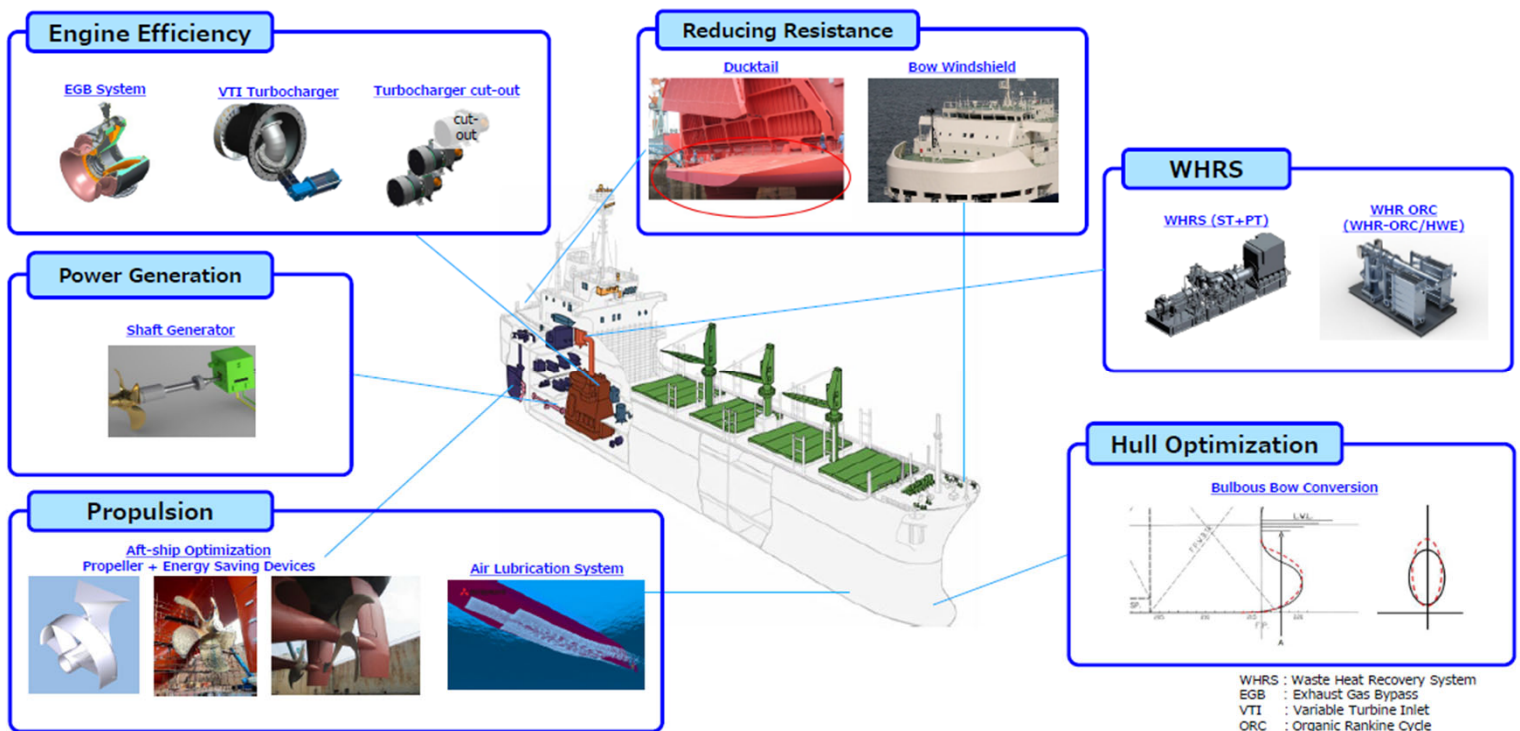 Engine Efficiency
EGB System
VTI Turbocharger
Turbocharger cut-out
cut-
out
Reducing Resistance
Ducktail
Bow Windshield
WHRS
WHRS (ST+PT)
WHR ORC
(WHR-ORC/HWE)
Power Generation
Shaft Generator
Propulsion
Aft-ship Optimization
Propeller + Energy Saving Devices
Air Lubrication System
Hull Optimization
Bulbous Bow Conversion
L.W.L.
F.P.
A
WHRS : Waste Heat Recovery System
EGB : Exhaust Gas Bypass
VTI : Variable Turbine Inlet
ORC : Organic Rankine Cycle